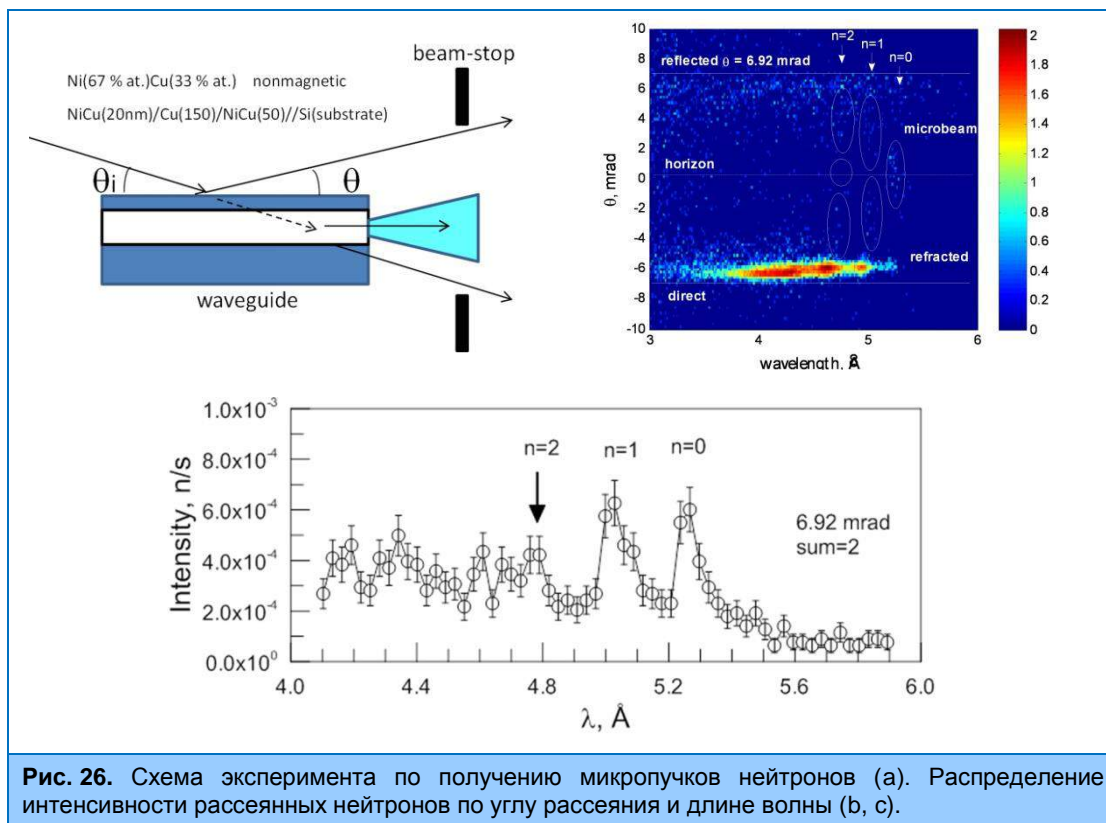 beam-stop
Ni(67 % at.)Cu(33 % at.) nonmagnetic
NiCu(20nm)/Cu(150)/NiCu(50)//Si(substrate)
θi
θ
waveguide
10
8
6
4
2
0
-2
-4
-6
-8
-10
θ, mrad
n=2
n=1
n=0
reflected θ = 6.92 mrad
microbeam
horizon
refracted
direct
3
4
5
6
wavelength, Å
2
1.8
1.6
1.4
1.2
1
0.8
0.6
0.4
0.2
0
1.0x10⁻³
8.0x10⁻⁴
6.0x10⁻⁴
4.0x10⁻⁴
2.0x10⁻⁴
0.0x10⁰
Intensity, n/s
n=2
n=1
n=0
6.92 mrad
sum=2
4.0
4.4
4.8
5.2
5.6
6.0
λ, Å
Рис. 26. Схема эксперимента по получению микропучков нейтронов (a). Распределение
интенсивности рассеянных нейтронов по углу рассеяния и длине волны (b, c).